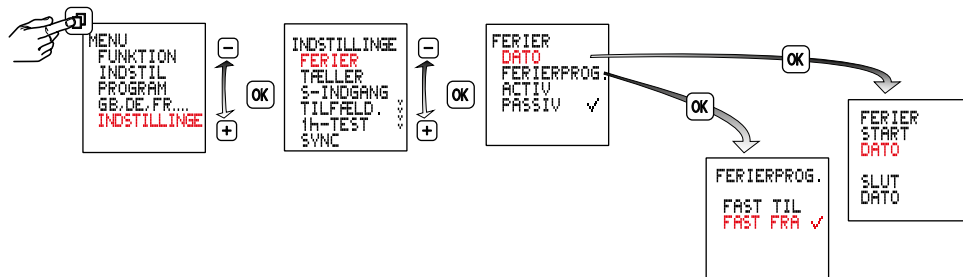 MENU
FUNKTION
INDSTIL
PROGRAM
GB,DE,FR....
INDSTILLINGE
−
+
OK
INDSTILLINGE
FERIER
TÆLLER
S-INDGANG
TILFÆLD.
1h-TEST
SYNC
−
+
OK
FERIER
DATO
FERIERPROG.
ACTIV
PASSIV ✓
OK
OK
FERIERPROG.
FAST TIL
FAST FRA ✓
FERIER
START
DATO
SLUT
DATO